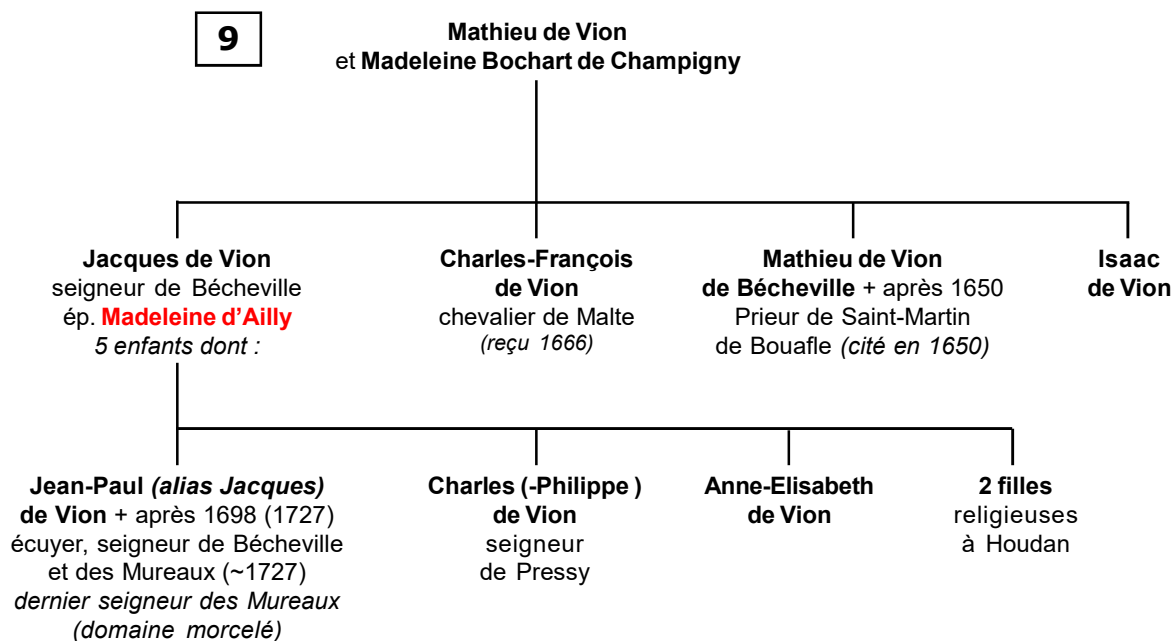 9
Mathieu de Vion
et Madeleine Bochart de Champigny
Jacques de Vion
seigneur de Bécheville
ép. Madeleine d'Ailly
5 enfants dont :
Charles-François
de Vion
chevalier de Malte
(reçu 1666)
Mathieu de Vion
de Bécheville + après 1650
Prieur de Saint-Martin
de Bouafle (cité en 1650)
Isaac
de Vion
Jean-Paul (alias Jacques)
de Vion + après 1698 (1727)
écuyer, seigneur de Bécheville
et des Mureaux (~1727)
dernier seigneur des Mureaux
(domaine morcelé)
Charles (-Philippe )
de Vion
seigneur
de Pressy
Anne-Elisabeth
de Vion
2 filles
religieuses
à Houdan